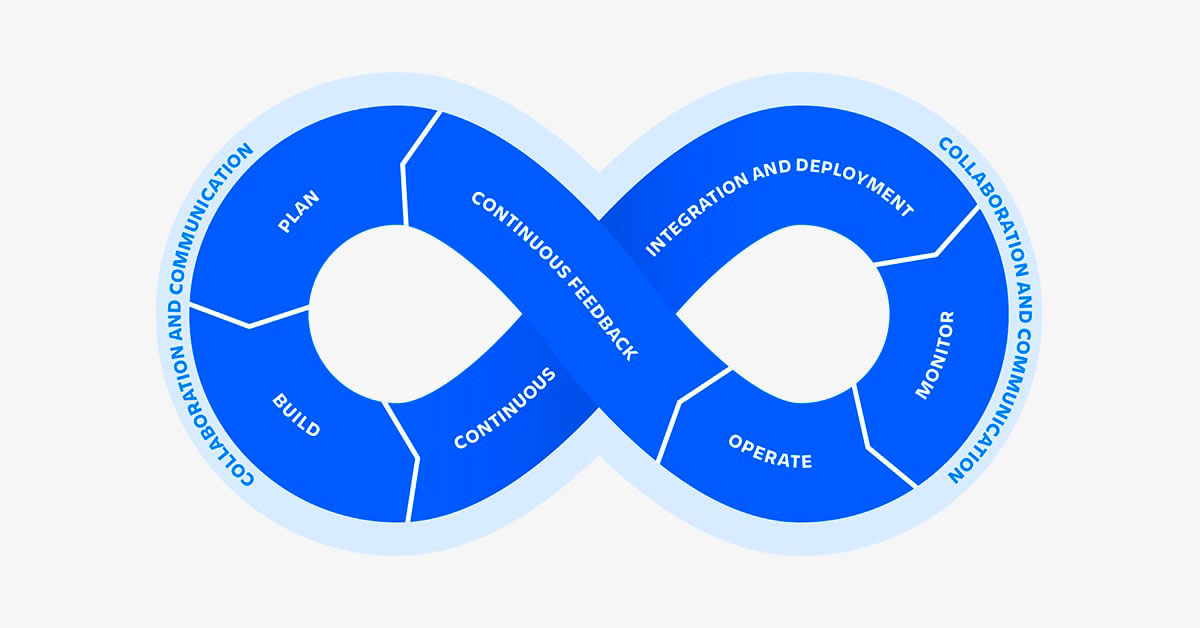 COLLABORATION AND COMMUNICATION
PLAN
BUILD
CONTINUOUS
INTEGRATION AND DEPLOYMENT
MONITOR
OPERATE
CONTINUOUS FEEDBACK
COLLABORATION AND COMMUNICATION